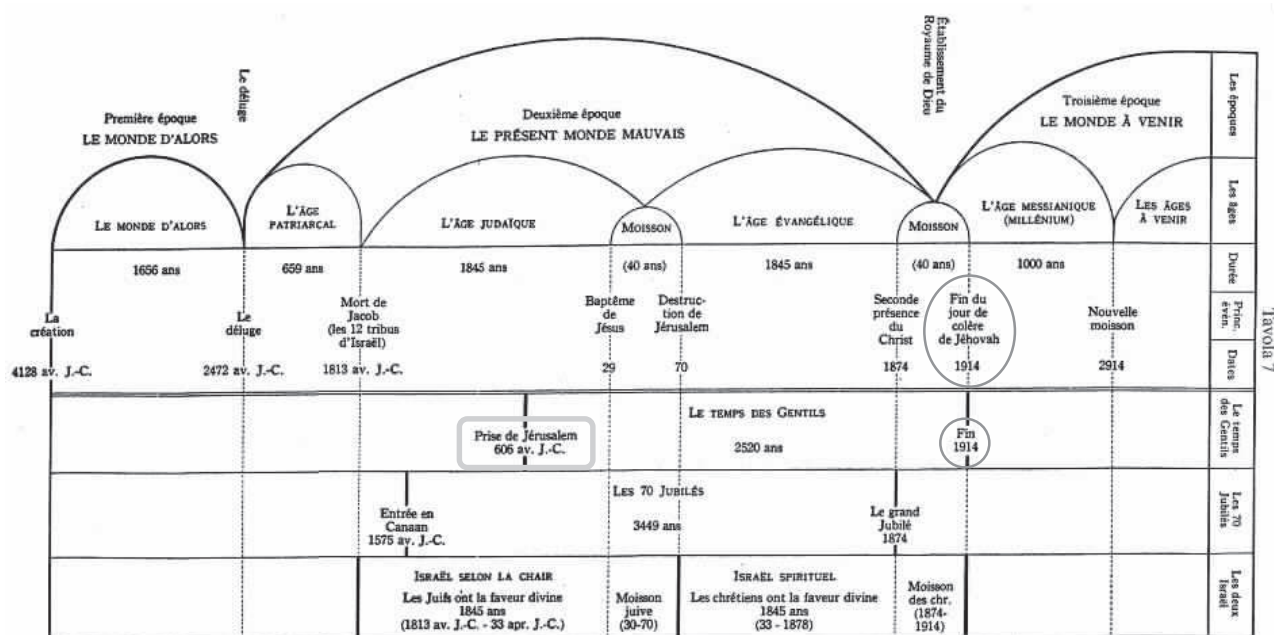 Le déluge
Établissement du
Royaume de Dieu
Première époque
LE MONDE D'ALORS
Deuxième époque
LE PRÉSENT MONDE MAUVAIS
Troisième époque
LE MONDE À VENIR
Les époques
LE MONDE D'ALORS
L'ÂGE
PATRIARCAL
L'ÂGE JUDAÏQUE
MOISSON
L'ÂGE ÉVANGÉLIQUE
MOISSON
L'ÂGE MESSIANIQUE
(MILLÉNIUM)
LES ÂGES
À VENIR
Les âges
1656 ans
659 ans
1845 ans
(40 ans)
1845 ans
(40 ans)
1000 ans
Durée
La
création
Le
déluge
Mort de
Jacob
(les 12 tribus
d'Israël)
Baptême
de
Jésus
Destruc-
tion de
Jérusalem
Seconde
présence
du
Christ
Fin du
jour de
colère
de Jéhovah
Nouvelle
moisson
Princ.
évèn.
4128 av. J.-C.
2472 av. J.-C.
1813 av. J.-C.
29
70
1874
1914
2914
Dates
Tavola 7
LE TEMPS DES GENTILS
Prise de Jérusalem
606 av. J.-C.
2520 ans
Fin
1914
Le temps
des Gentils
LES 70 JUBILÉS
Entrée en
Canaan
1575 av. J.-C.
3449 ans
Le grand
Jubilé
1874
Les 70
Jubilés
ISRAËL SELON LA CHAIR
Les Juifs ont la faveur divine
1845 ans
(1813 av. J.-C. - 33 apr. J.-C.)
Moisson
juive
(30-70)
ISRAËL SPIRITUEL
Les chrétiens ont la faveur divine
1845 ans
(33 - 1878)
Moisson
des chr.
(1874-
1914)
Les deux
Israël